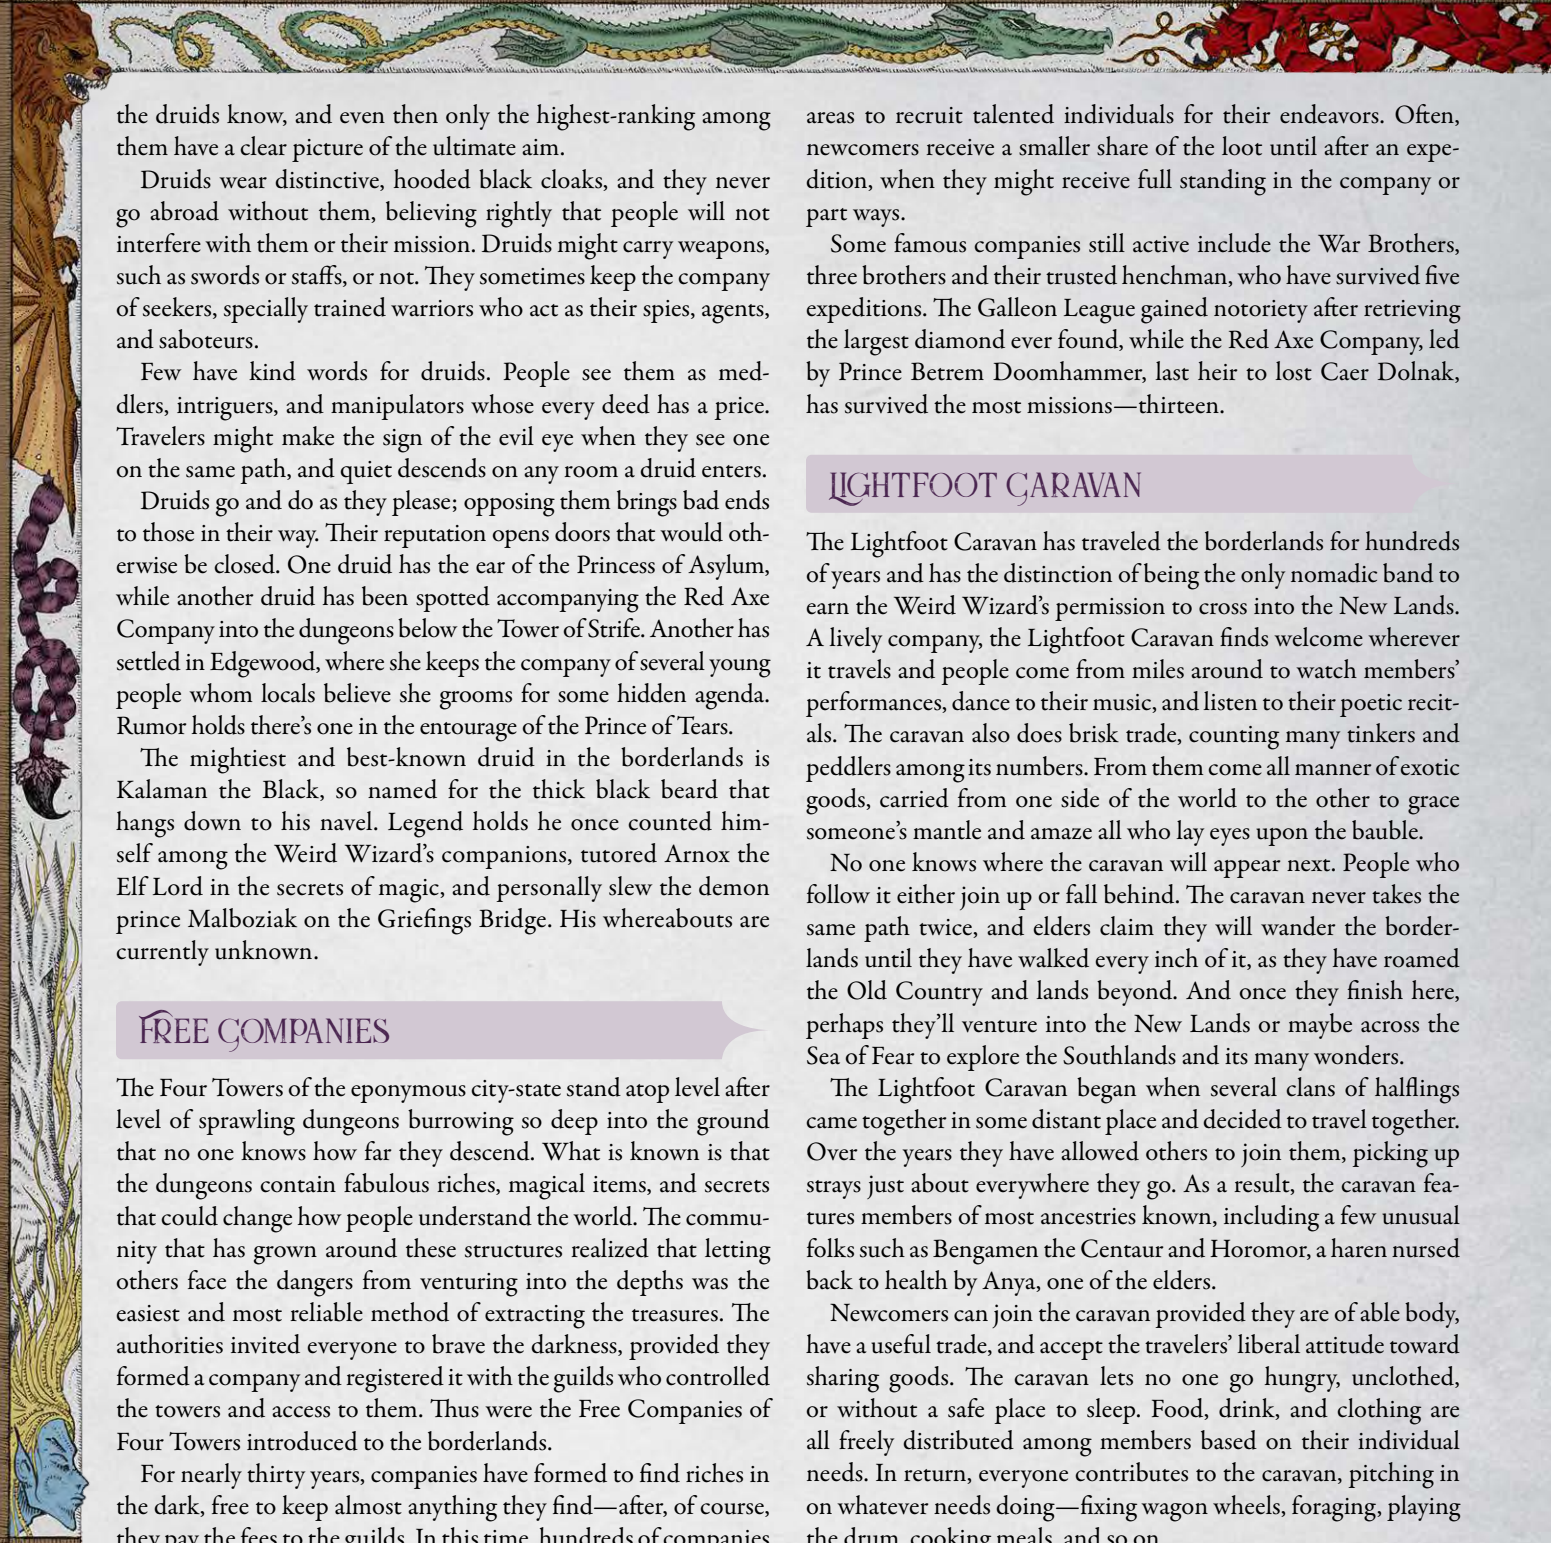 the druids know, and even then only the highest-ranking among
them have a clear picture of the ultimate aim.
Druids wear distinctive, hooded black cloaks, and they never
go abroad without them, believing rightly that people will not
interfere with them or their mission. Druids might carry weapons,
such as swords or staffs, or not. They sometimes keep the company
of seekers, specially trained warriors who act as their spies, agents,
and saboteurs.
Few have kind words for druids. People see them as med-
dlers, intriguers, and manipulators whose every deed has a price.
Travelers might make the sign of the evil eye when they see one
on the same path, and quiet descends on any room a druid enters.
Druids go and do as they please; opposing them brings bad ends
to those in their way. Their reputation opens doors that would oth-
erwise be closed. One druid has the ear of the Princess of Asylum,
while another druid has been spotted accompanying the Red Axe
Company into the dungeons below the Tower of Strife. Another has
settled in Edgewood, where she keeps the company of several young
people whom locals believe she grooms for some hidden agenda.
Rumor holds there's one in the entourage of the Prince of Tears.
The mightiest and best-known druid in the borderlands is
Kalaman the Black, so named for the thick black beard that
hangs down to his navel. Legend holds he once counted him-
self among the Weird Wizard's companions, tutored Arnox the
Elf Lord in the secrets of magic, and personally slew the demon
prince Malboziak on the Griefings Bridge. His whereabouts are
currently unknown.
FREE COMPANIES
The Four Towers of the eponymous city-state stand atop level after
level of sprawling dungeons burrowing so deep into the ground
that no one knows how far they descend. What is known is that
the dungeons contain fabulous riches, magical items, and secrets
that could change how people understand the world. The commu-
nity that has grown around these structures realized that letting
others face the dangers from venturing into the depths was the
easiest and most reliable method of extracting the treasures. The
authorities invited everyone to brave the darkness, provided they
formed a company and registered it with the guilds who controlled
the towers and access to them. Thus were the Free Companies of
Four Towers introduced to the borderlands.
For nearly thirty years, companies have formed to find riches in
the dark, free to keep almost anything they find—after, of course,
they pay the fees to the guilds. In this time, hundreds of companies
areas to recruit talented individuals for their endeavors. Often,
newcomers receive a smaller share of the loot until after an expe-
dition, when they might receive full standing in the company or
part ways.
Some famous companies still active include the War Brothers,
three brothers and their trusted henchman, who have survived five
expeditions. The Galleon League gained notoriety after retrieving
the largest diamond ever found, while the Red Axe Company, led
by Prince Betrem Doomhammer, last heir to lost Caer Dolnak,
has survived the most missions—thirteen.
LIGHTFOOT CARAVAN
The Lightfoot Caravan has traveled the borderlands for hundreds
of years and has the distinction of being the only nomadic band to
earn the Weird Wizard's permission to cross into the New Lands.
A lively company, the Lightfoot Caravan finds welcome wherever
it travels and people come from miles around to watch members'
performances, dance to their music, and listen to their poetic recit-
als. The caravan also does brisk trade, counting many tinkers and
peddlers among its numbers. From them come all manner of exotic
goods, carried from one side of the world to the other to grace
someone's mantle and amaze all who lay eyes upon the bauble.
No one knows where the caravan will appear next. People who
follow it either join up or fall behind. The caravan never takes the
same path twice, and elders claim they will wander the border-
lands until they have walked every inch of it, as they have roamed
the Old Country and lands beyond. And once they finish here,
perhaps they'll venture into the New Lands or maybe across the
Sea of Fear to explore the Southlands and its many wonders.
The Lightfoot Caravan began when several clans of halflings
came together in some distant place and decided to travel together.
Over the years they have allowed others to join them, picking up
strays just about everywhere they go. As a result, the caravan fea-
tures members of most ancestries known, including a few unusual
folks such as Bengamen the Centaur and Horomor, a haren nursed
back to health by Anya, one of the elders.
Newcomers can join the caravan provided they are of able body,
have a useful trade, and accept the travelers' liberal attitude toward
sharing goods. The caravan lets no one go hungry, unclothed,
or without a safe place to sleep. Food, drink, and clothing are
all freely distributed among members based on their individual
needs. In return, everyone contributes to the caravan, pitching in
on whatever needs doing—fixing wagon wheels, foraging, playing
the drum, cooking meals, and so on.